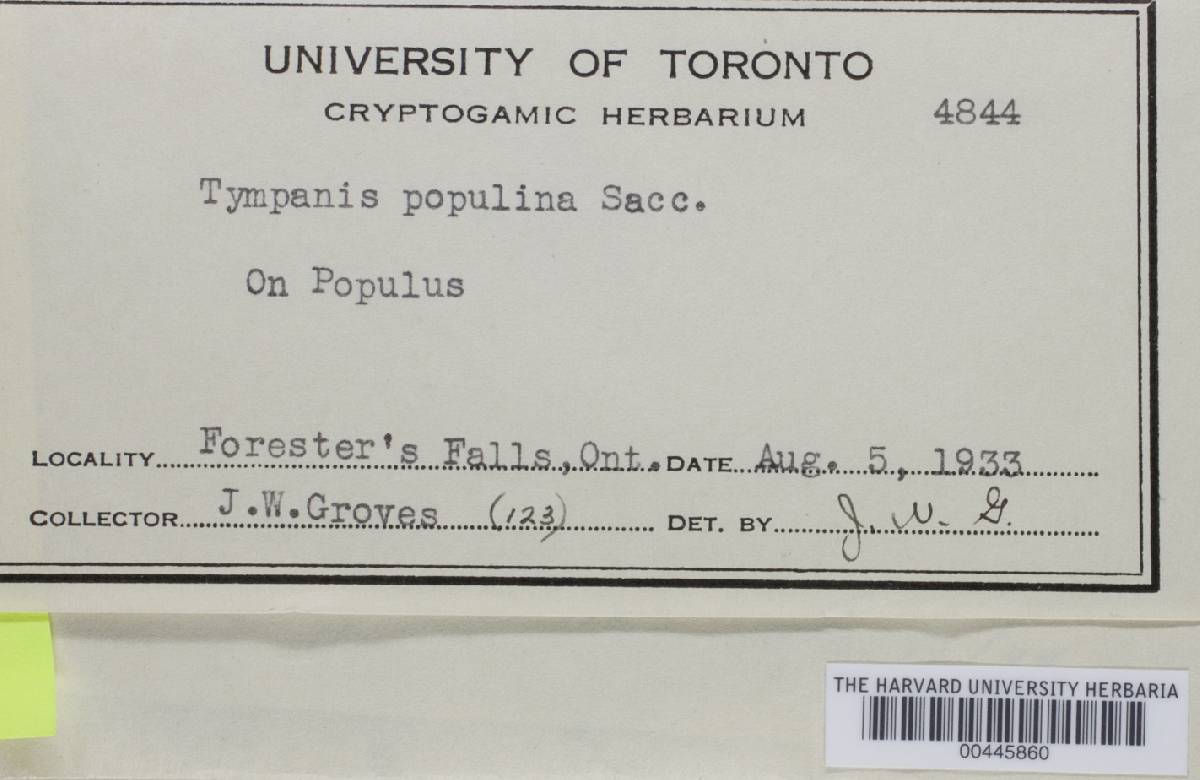 UNIVERSITY OF TORONTO
CRYPTOGAMIC HERBARIUM 4844
Tympanis populina Sacc.
On Populus
LOCALITY Forester's Falls, Ont. DATE Aug. 5, 1933
COLLECTOR J.W.Groves (123) DET. BY J. W. G.
THE HARVARD UNIVERSITY HERBARIA
00445860